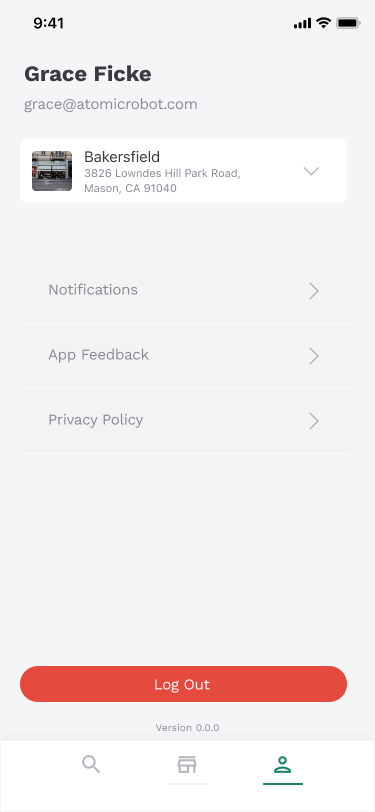 9:41
Grace Ficke
grace@atomicrobot.com
Bakersfield
3826 Lowndes Hill Park Road,
Mason, CA 91040
Notifications
App Feedback
Privacy Policy
Log Out
Version 0.0.0